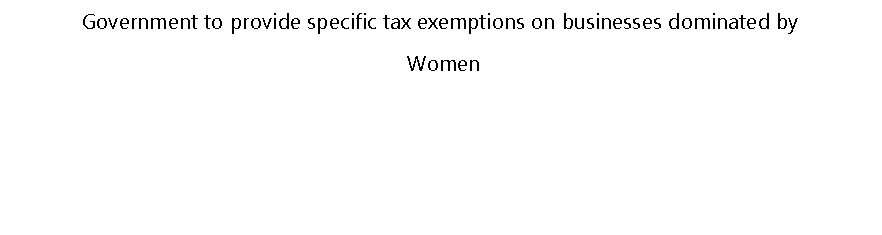 Government to provide specific tax exemptions on businesses dominated by
Women